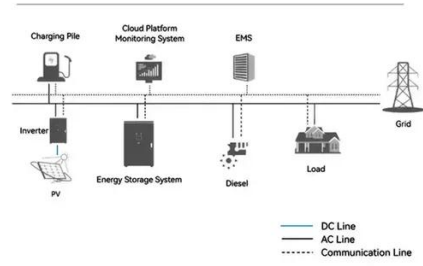 Charging Pile
Cloud Platform
Monitoring System
EMS
Grid
Inverter
PV
Energy Storage System
Diesel
Load
DC Line
AC Line
Communication Line